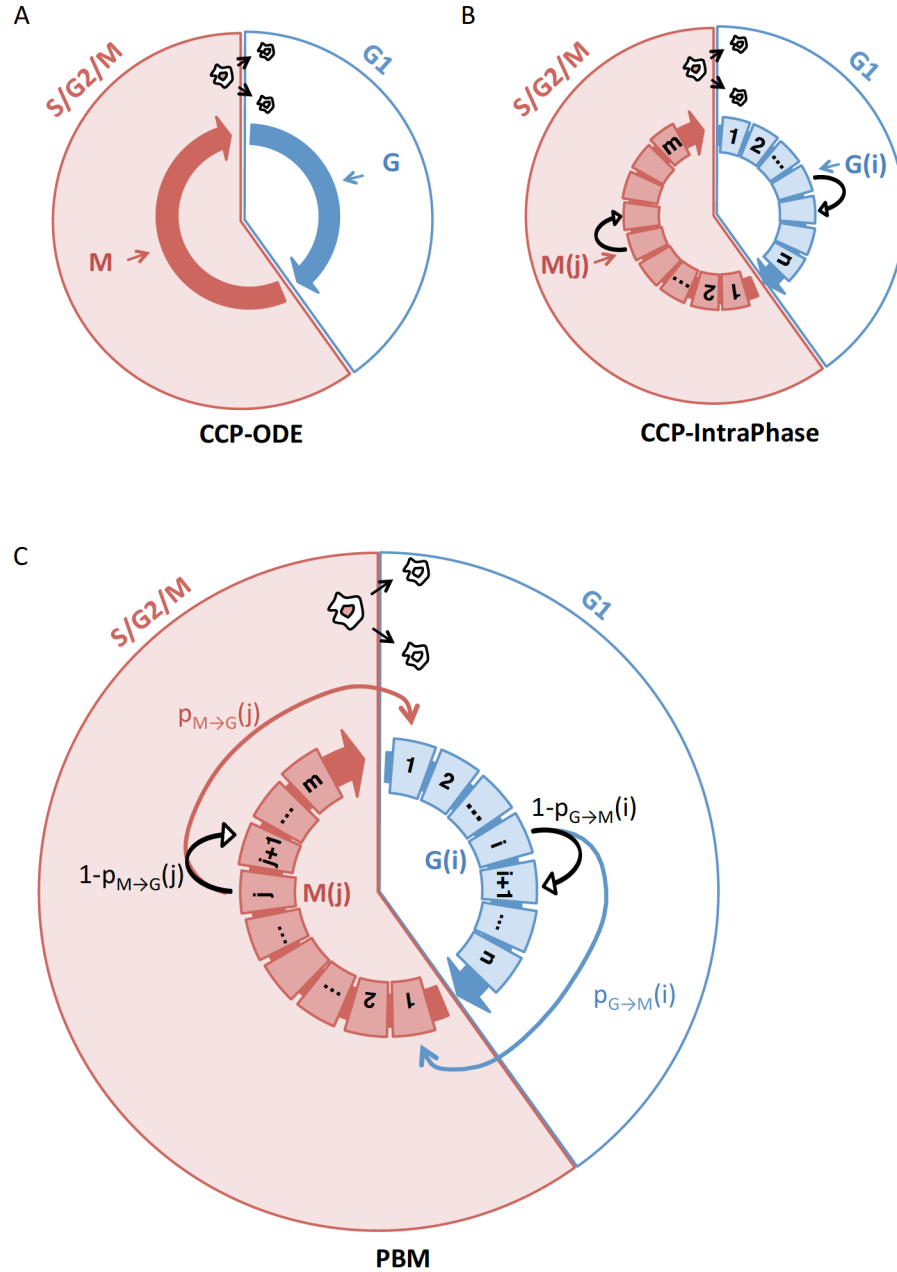 A
S/G2/M
G1
G
M
CCP-ODE
B
S/G2/M
G1
m
1
2
...
G(i)
n
M(j)
...
2
1
CCP-IntraPhase
C
S/G2/M
G1
pM→G(j)
m
1
2
...
...
1-pG→M(i)
j+1
i
G(i)
1-pM→G(j)
j
M(j)
i+1
...
...
n
...
2
1
pG→M(i)
PBM